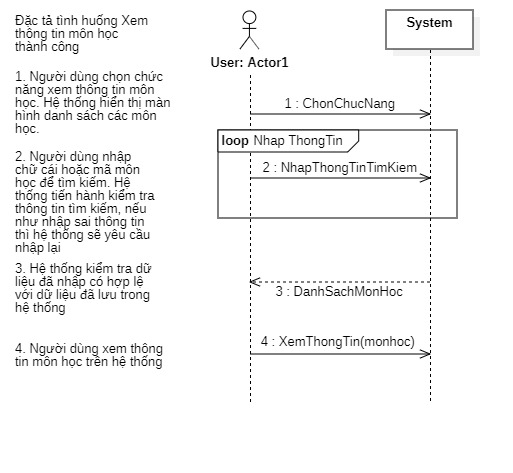 Đặc tả tình huống Xem
thông tin môn học
thành công
System
User: Actor1
1. Người dùng chọn chức
năng xem thông tin môn
học. Hệ thống hiển thị màn
hình danh sách các môn
học.
1 : ChonChucNang
loop Nhap ThongTin
2. Người dùng nhập
chữ cái hoặc mã môn
học để tìm kiếm. Hệ
thống tiến hành kiểm tra
thông tin tìm kiếm, nếu
như nhập sai thông tin
thì hệ thống sẽ yêu cầu
nhập lại
2 : NhapThongTinTimKiem
3. Hệ thống kiểm tra dữ
liệu đã nhập có hợp lệ
với dữ liệu đã lưu trong
hệ thống
3 : DanhSachMonHoc
4. Người dùng xem thông
tin môn học trên hệ thống
4 : XemThongTin(monhoc)